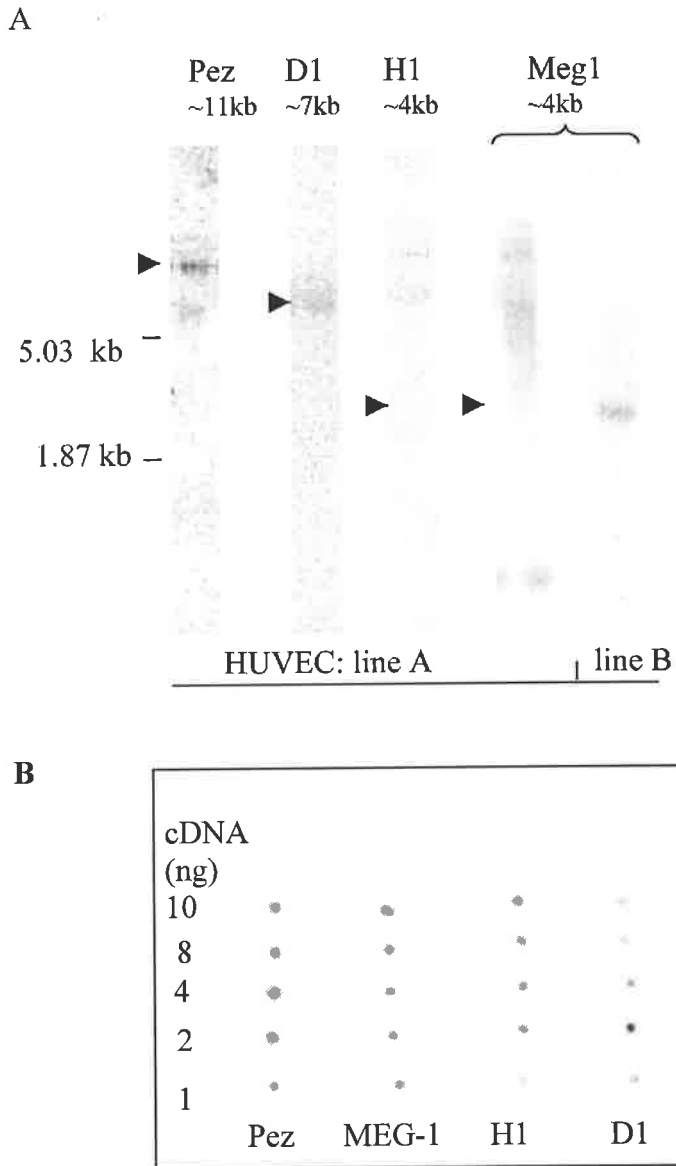 A
Pez D1 H1 Meg1
~11kb ~7kb ~4kb ~4kb
5.03 kb
1.87 kb
HUVEC: line A line B
B
cDNA
(ng)
10
8
4
2
1
Pez MEG-1 H1 D1